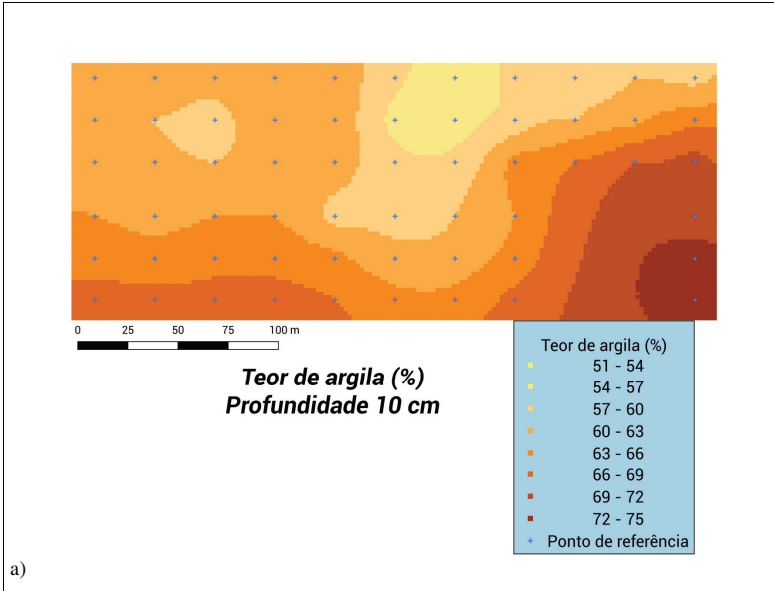 0 25 50 75 100 m
Teor de argila (%)
Profundidade 10 cm
Teor de argila (%)
51 - 54
54 - 57
57 - 60
60 - 63
63 - 66
66 - 69
69 - 72
72 - 75
Ponto de referência
a)